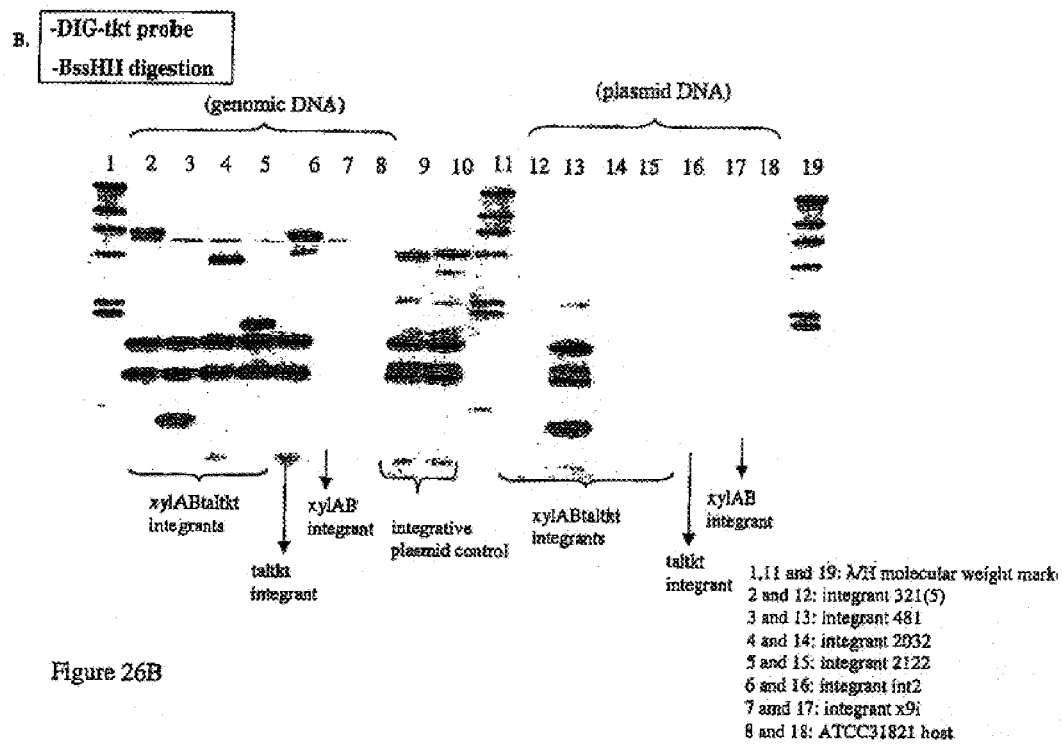 B.
-DIG-tkt probe
-BssHII digestion
(genomic DNA)
(plasmid DNA)
1 2 3 4 5 6 7 8 9 10 11 12 13 14 15 16 17 18 19
xylABtaltkt
integrants
taltkt
integrant
xylAB
integrant
integrative
plasmid control
xylABtaltkt
integrants
taltkt
integrant
xylAB
integrant
1,11 and 19: λ/H molecular weight marke
2 and 12: integrant 321(5)
3 and 13: integrant 481
4 and 14: integrant 2032
5 and 15: integrant 2122
6 and 16: integrant int2
7 amd 17: integrant x9i
8 and 18: ATCC31821 host
Figure 26B